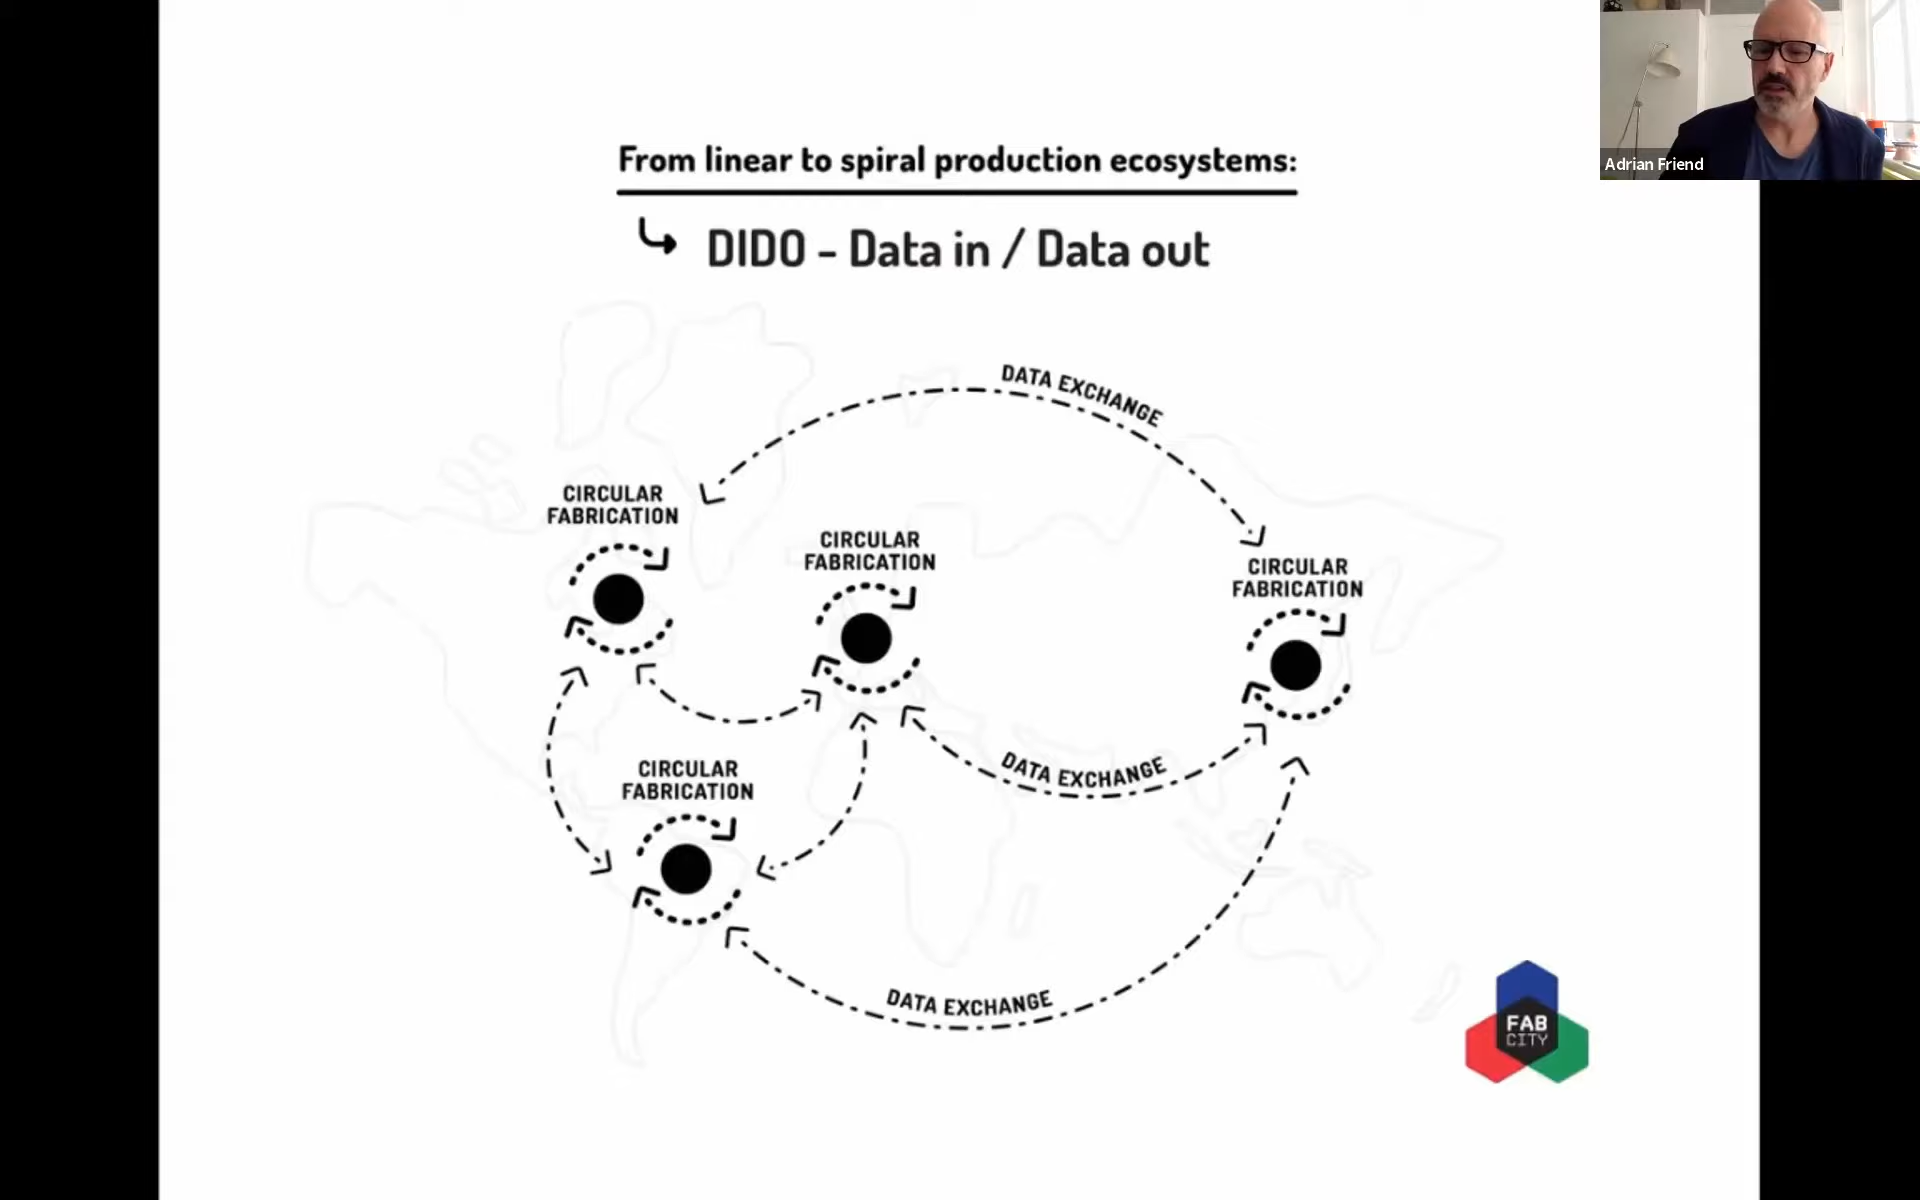 From linear to spiral production ecosystems:
DIDO - Data in / Data out
DATA EXCHANGE
CIRCULAR
FABRICATION
CIRCULAR
FABRICATION
CIRCULAR
FABRICATION
CIRCULAR
FABRICATION
DATA EXCHANGE
DATA EXCHANGE
FAB
CITY
Adrian Friend